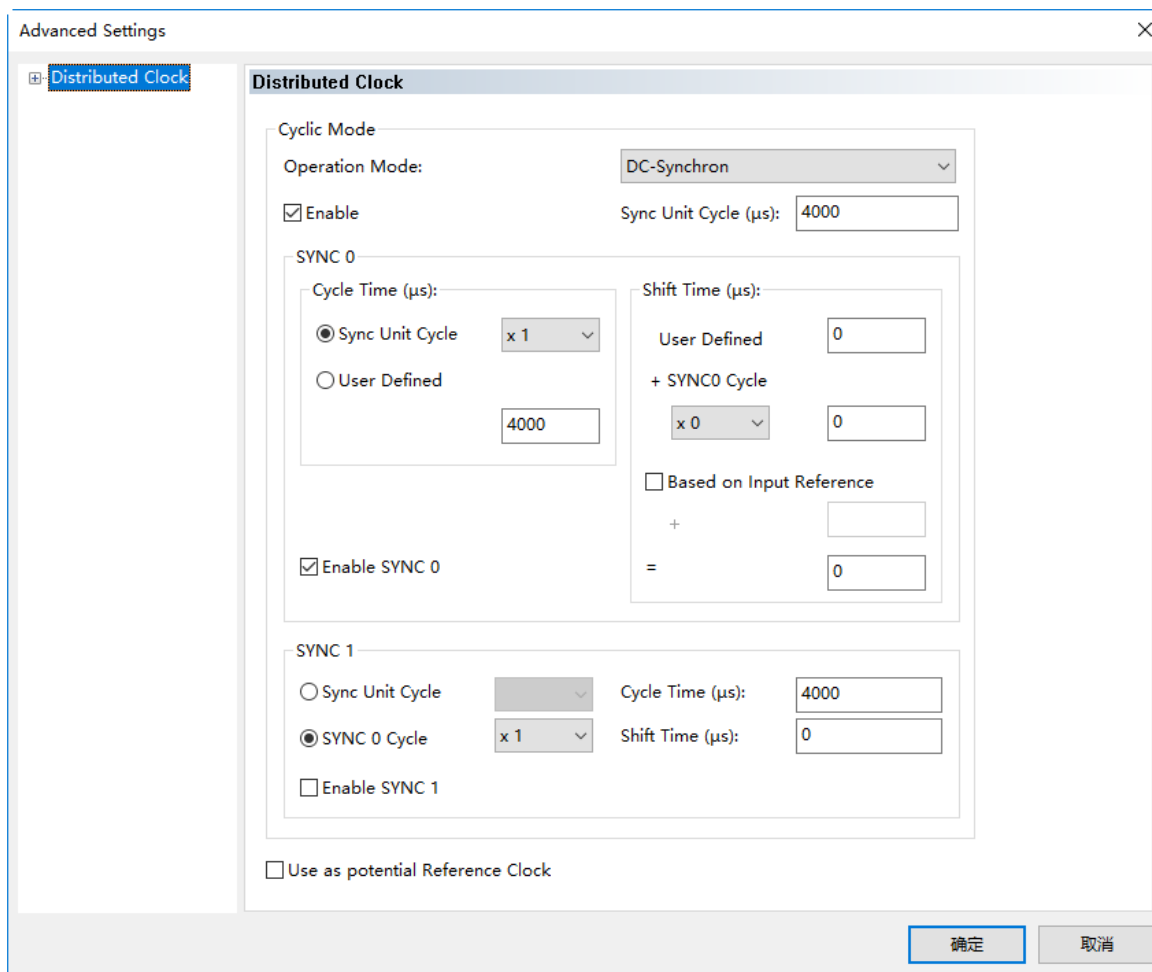 Advanced Settings
Distributed Clock
Distributed Clock
Cyclic Mode
Operation Mode: DC-Synchron
Enable Sync Unit Cycle (µs): 4000
SYNC 0
Cycle Time (µs):
Sync Unit Cycle x 1
User Defined
4000
Enable SYNC 0
Shift Time (µs):
User Defined 0
+ SYNC0 Cycle
x 0 0
Based on Input Reference
+
= 0
SYNC 1
Sync Unit Cycle Cycle Time (µs): 4000
SYNC 0 Cycle x 1 Shift Time (µs): 0
Enable SYNC 1
Use as potential Reference Clock
确定 取消